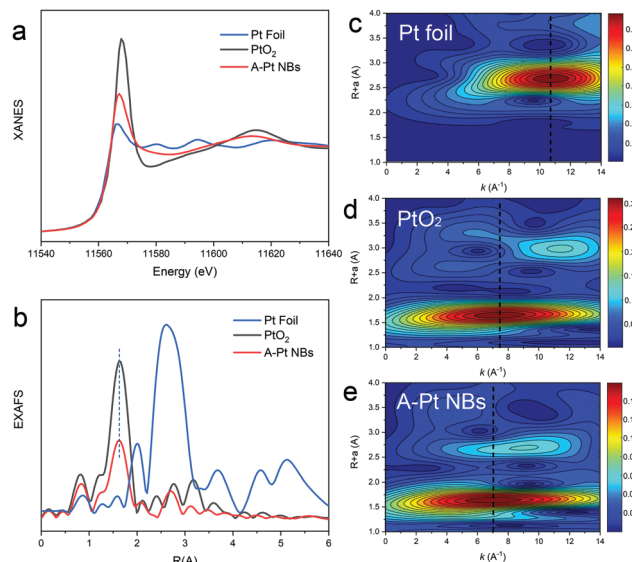 a
XANES
Pt Foil
PtO₂
A-Pt NBs
11540 11560 11580 11600 11620 11640
Energy (eV)
b
EXAFS
Pt Foil
PtO₂
A-Pt NBs
0 1 2 3 4 5 6
R(A)
c
Pt foil
R+a (A)
4.0
3.5
3.0
2.5
2.0
1.5
1.0
0 2 4 6 8 10 12 14
k (A⁻¹)
d
PtO₂
R+a (A)
4.0
3.5
3.0
2.5
2.0
1.5
1.0
0 2 4 6 8 10 12 14
k (A⁻¹)
e
A-Pt NBs
R+a (A)
4.0
3.5
3.0
2.5
2.0
1.5
1.0
0 2 4 6 8 10 12 14
k (A⁻¹)